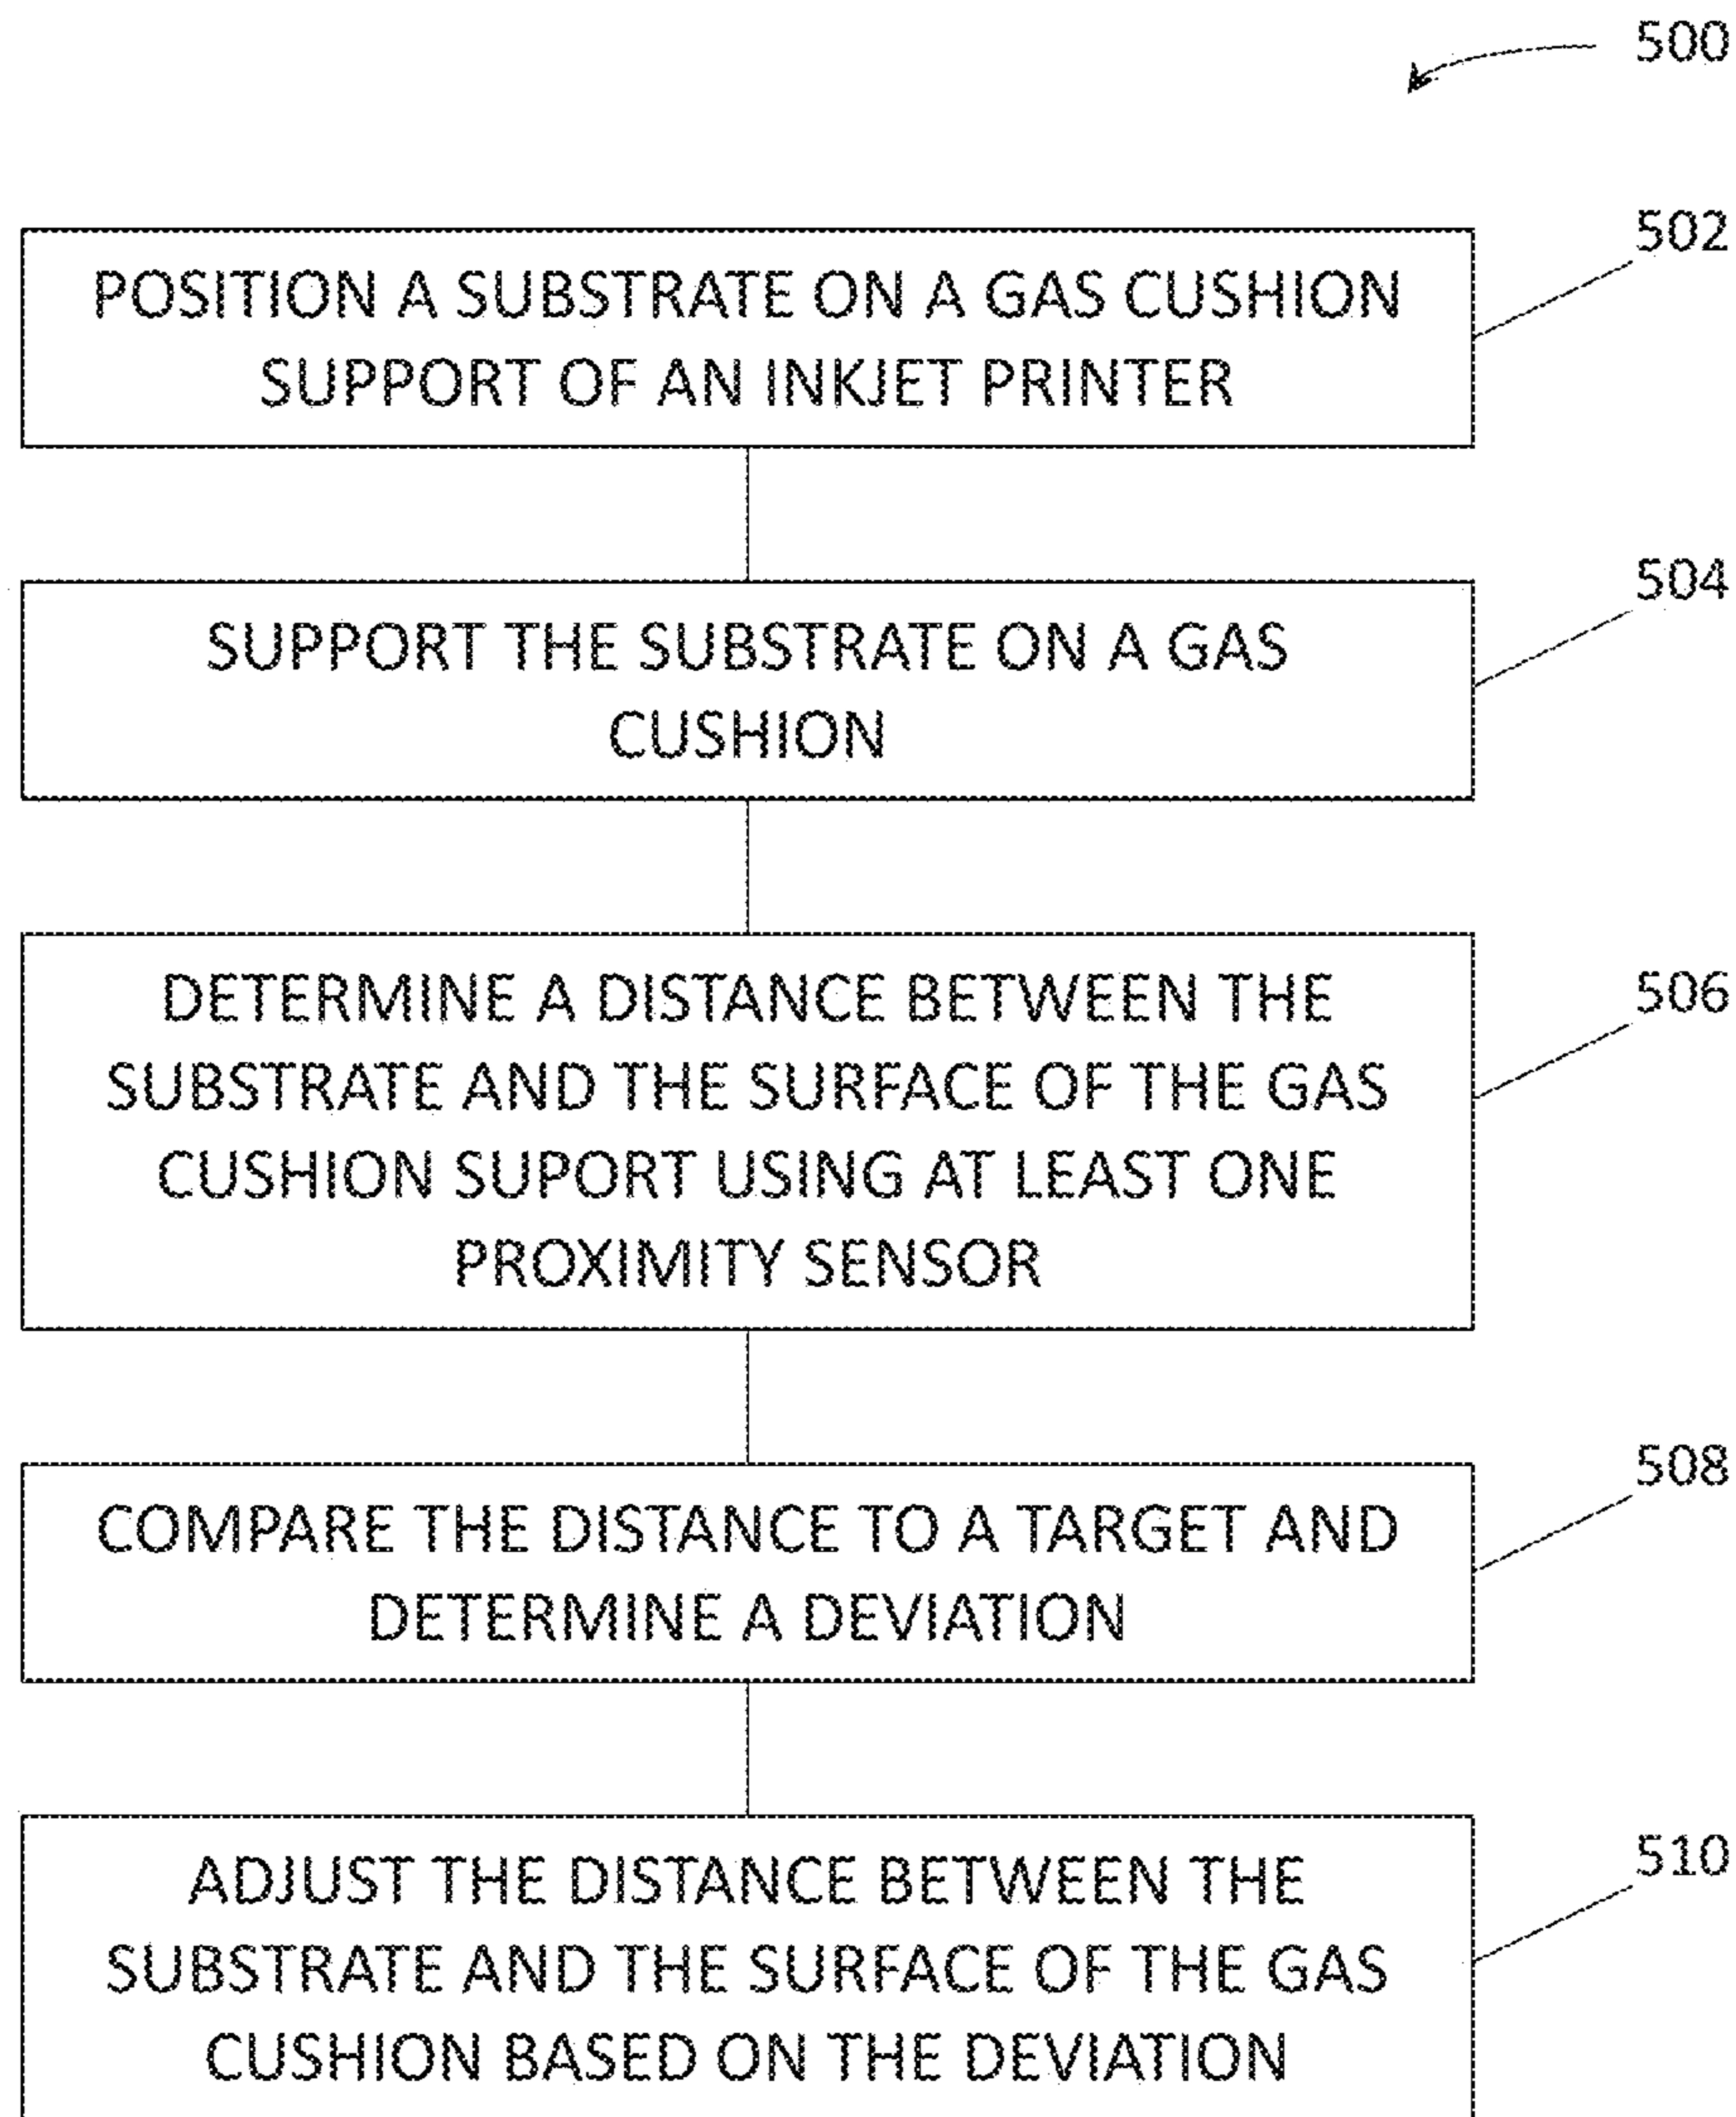 500
502
POSITION A SUBSTRATE ON A GAS CUSHION
SUPPORT OF AN INKJET PRINTER
504
SUPPORT THE SUBSTRATE ON A GAS
CUSHION
506
DETERMINE A DISTANCE BETWEEN THE
SUBSTRATE AND THE SURFACE OF THE GAS
CUSHION SUPORT USING AT LEAST ONE
PROXIMITY SENSOR
508
COMPARE THE DISTANCE TO A TARGET AND
DETERMINE A DEVIATION
510
ADJUST THE DISTANCE BETWEEN THE
SUBSTRATE AND THE SURFACE OF THE GAS
CUSHION BASED ON THE DEVIATION